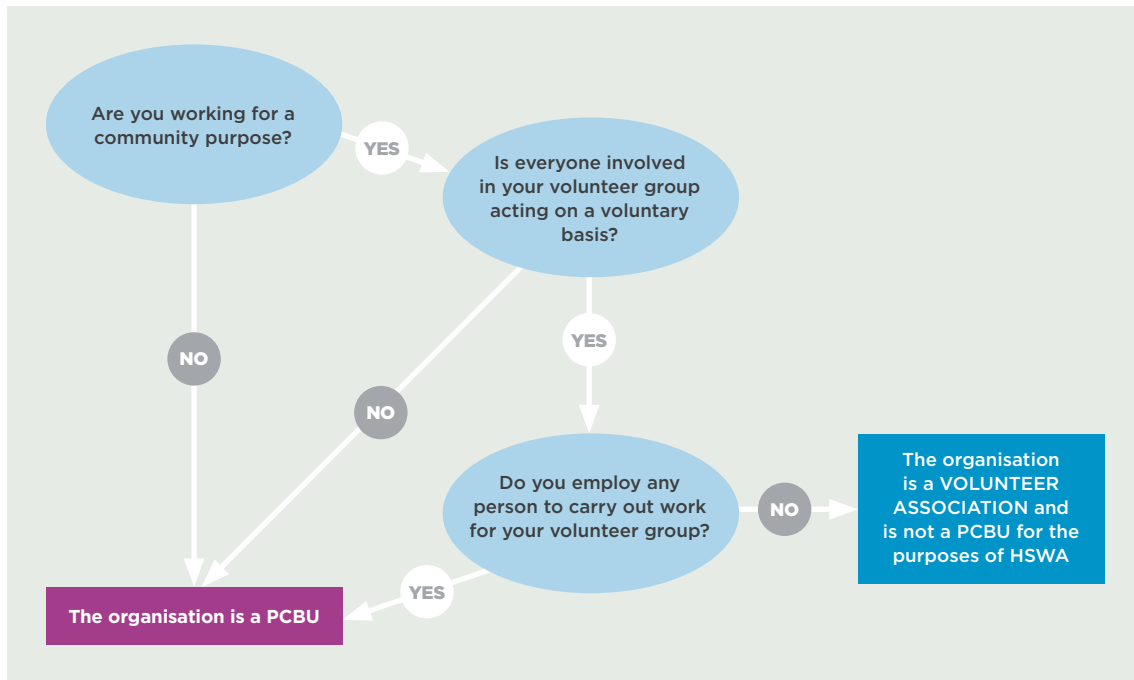 Are you working for a
community purpose?
YES
Is everyone involved
in your volunteer group
acting on a voluntary
basis?
NO
NO
YES
Do you employ any
person to carry out work
for your volunteer group?
NO
The organisation
is a VOLUNTEER
ASSOCIATION and
is not a PCBU for the
purposes of HSWA
YES
The organisation is a PCBU